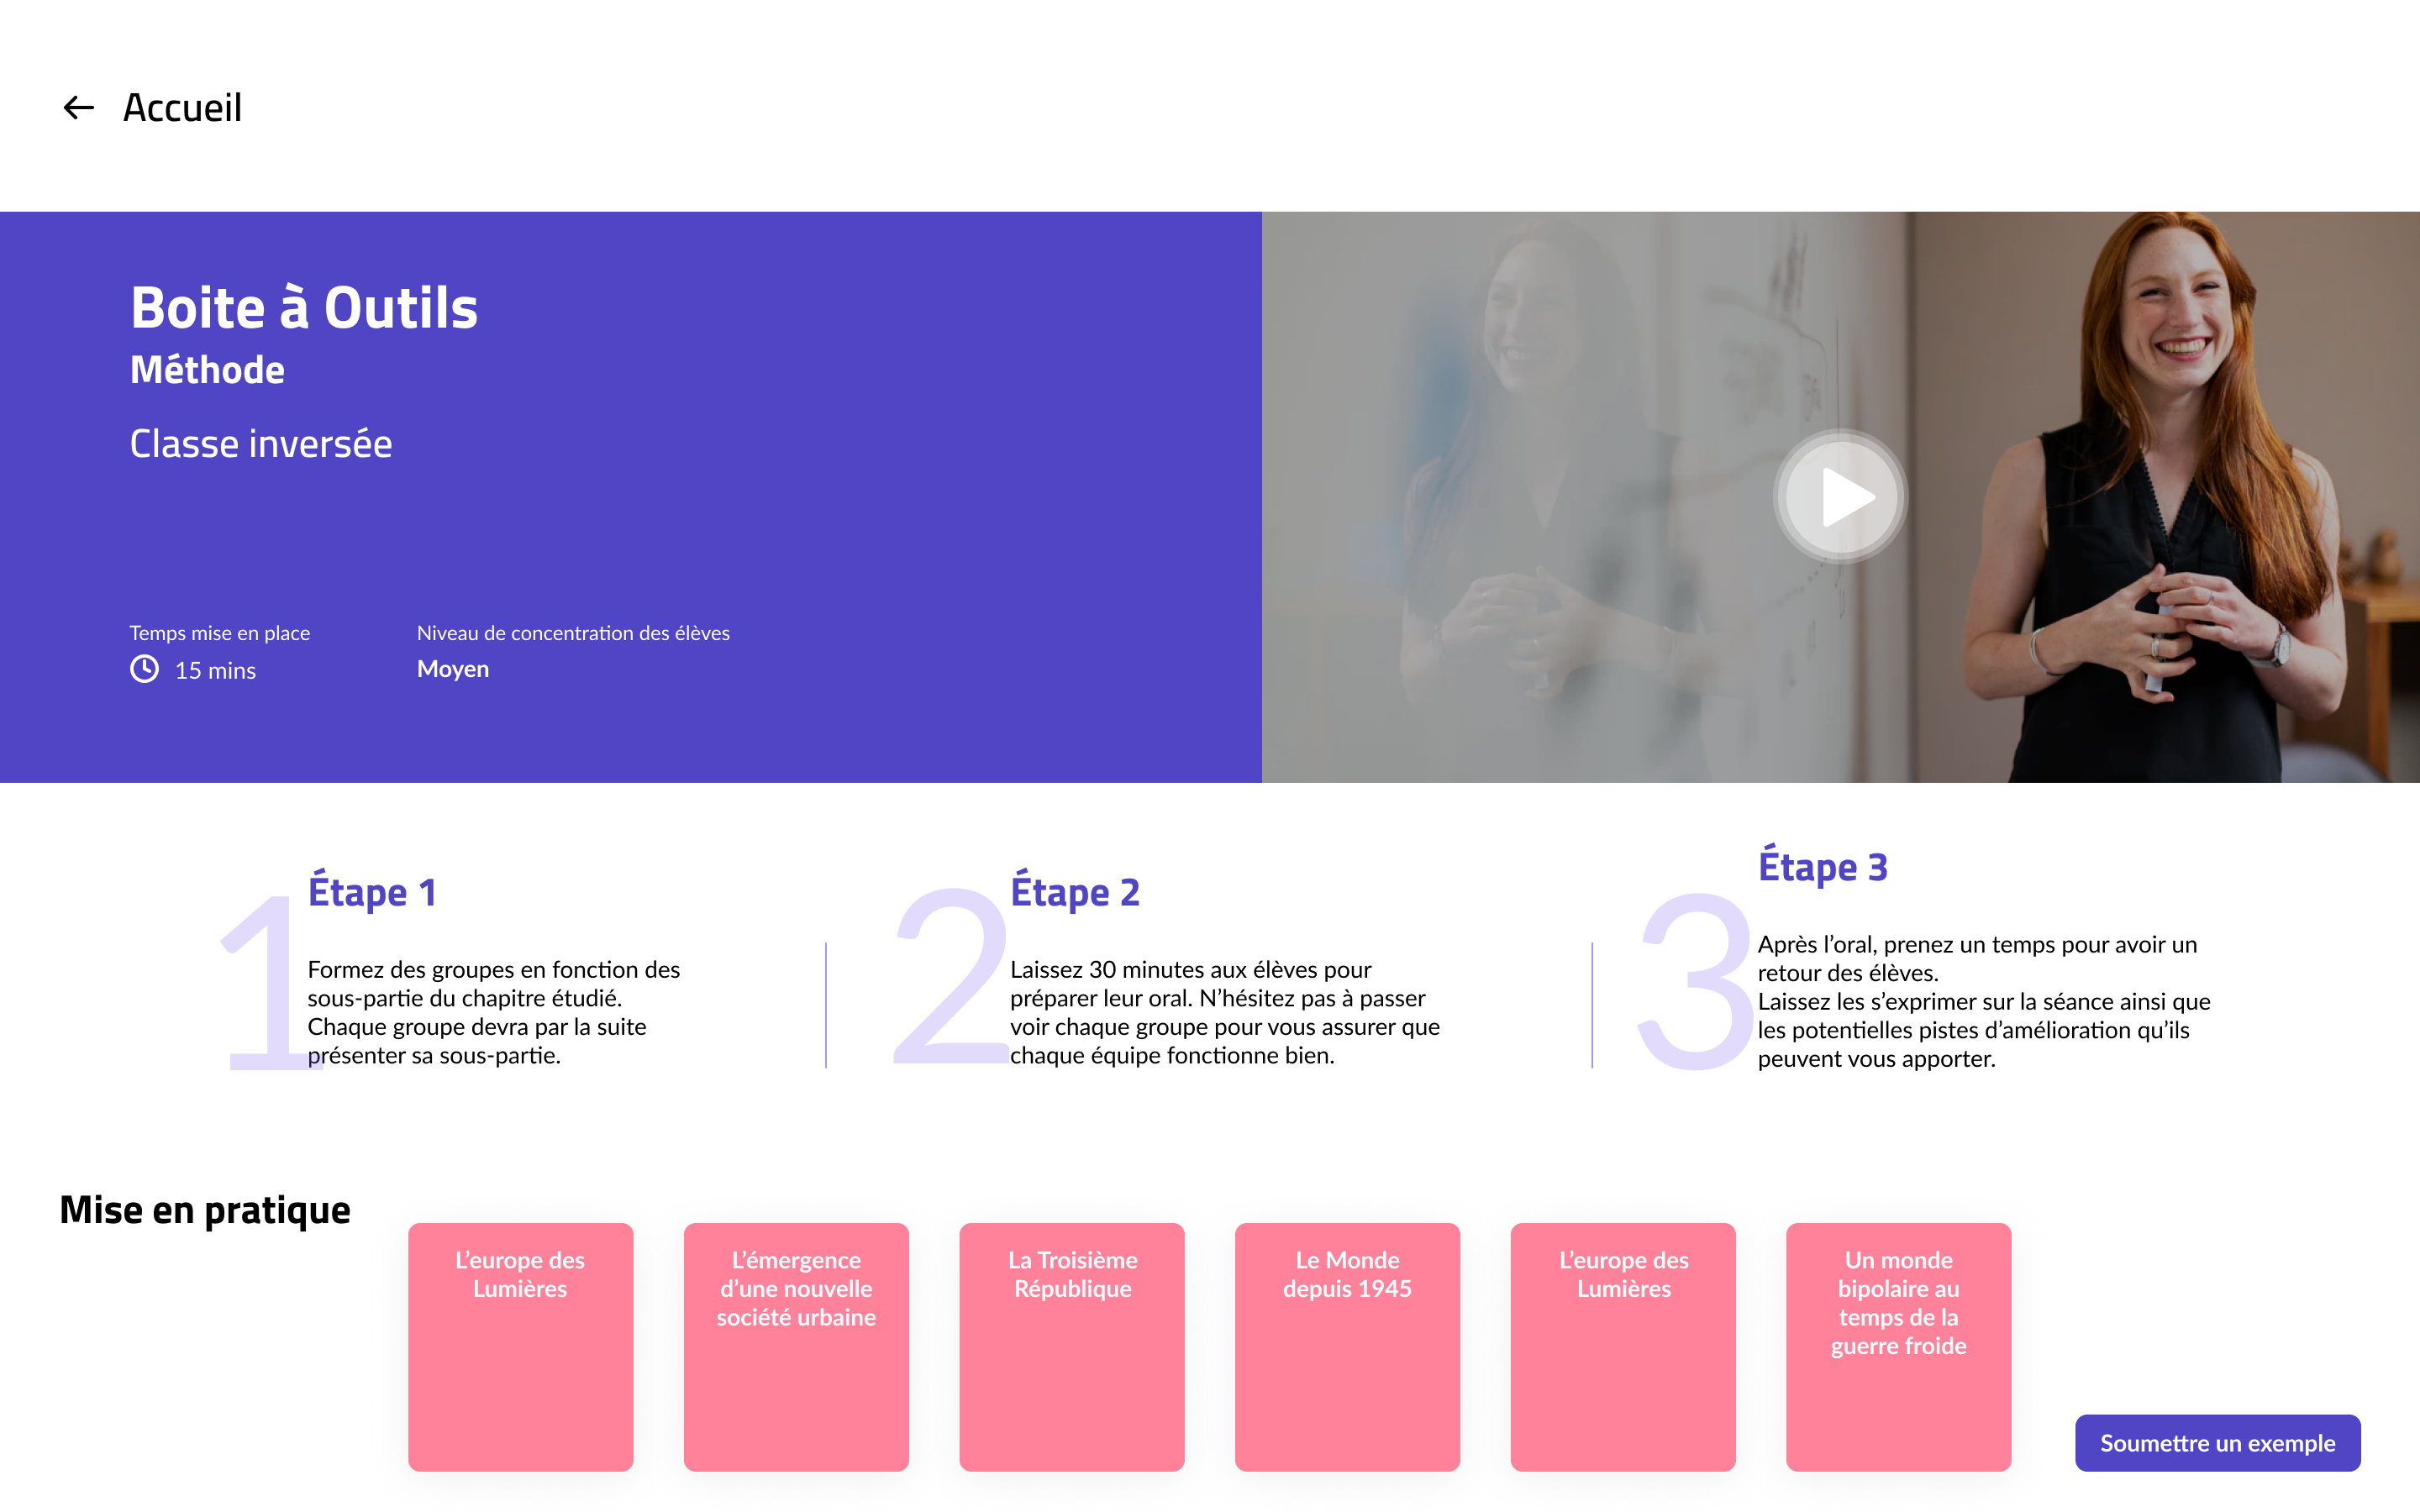 Accueil
Boite à Outils
Méthode
Classe inversée
Temps mise en place
15 mins
Niveau de concentration des élèves
Moyen
1
Étape 1
Formez des groupes en fonction des
sous-partie du chapitre étudié.
Chaque groupe devra par la suite
présenter sa sous-partie.
2
Étape 2
Laissez 30 minutes aux élèves pour
préparer leur oral. N’hésitez pas à passer
voir chaque groupe pour vous assurer que
chaque équipe fonctionne bien.
3
Étape 3
Après l’oral, prenez un temps pour avoir un
retour des élèves.
Laissez les s’exprimer sur la séance ainsi que
les potentielles pistes d’amélioration qu’ils
peuvent vous apporter.
Mise en pratique
L’europe des
Lumières
L’émergence
d’une nouvelle
société urbaine
La Troisième
République
Le Monde
depuis 1945
L’europe des
Lumières
Un monde
bipolaire au
temps de la
guerre froide
Soumettre un exemple